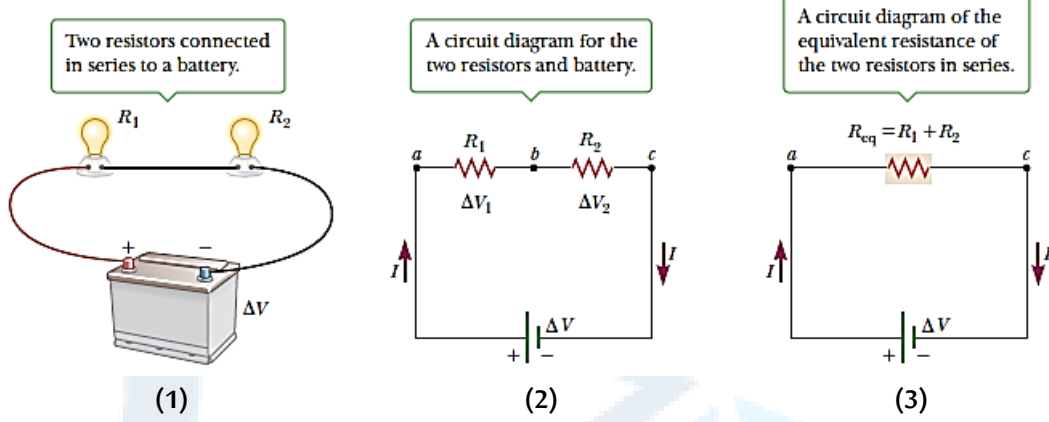 Two resistors connected
in series to a battery.
R1
R2
+
−
ΔV
(1)
A circuit diagram for the
two resistors and battery.
R1
R2
a
b
c
ΔV1
ΔV2
I
I
ΔV
+
−
(2)
A circuit diagram of the
equivalent resistance of
the two resistors in series.
Req = R1 + R2
a
c
I
I
ΔV
+
−
(3)